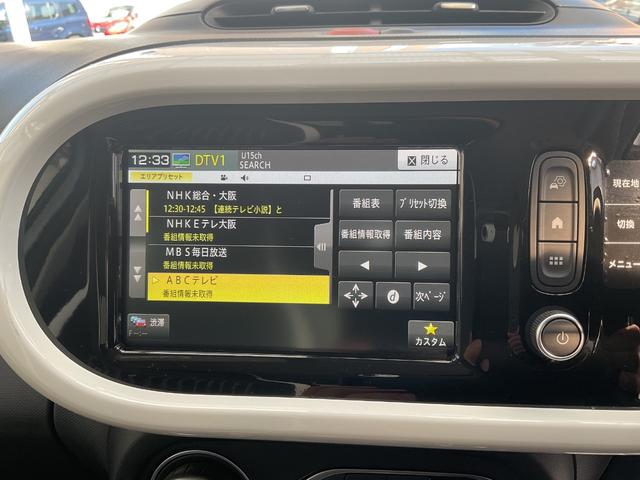 12:33 DTV1 U15ch
SEARCH
閉じる
エリアプリセット
NHK総合・大阪
12:30-12:45 【連続テレビ小説】と
NHKEテレ大阪
番組情報未取得
MBS毎日放送
番組情報未取得
ABCテレビ
番組情報未取得
番組表 プリセット切換
番組情報取得 番組内容
d 次ページ
渋滞
カスタム
現在地
切換
メニュー